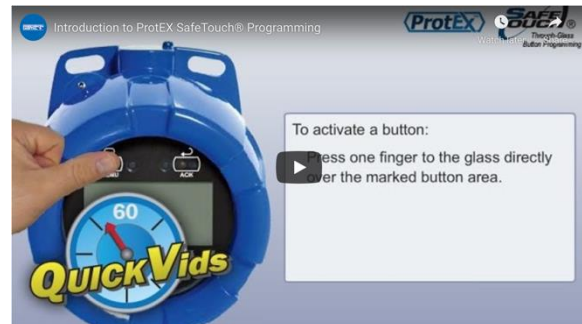 Introduction to ProtEX SafeTouch® Programming
ProtEX
SAFE TOUCH®
Through-Glass
Button Programming
To activate a button:
Press one finger to the glass directly
over the marked button area.
ACK
60
QUICKVIDS